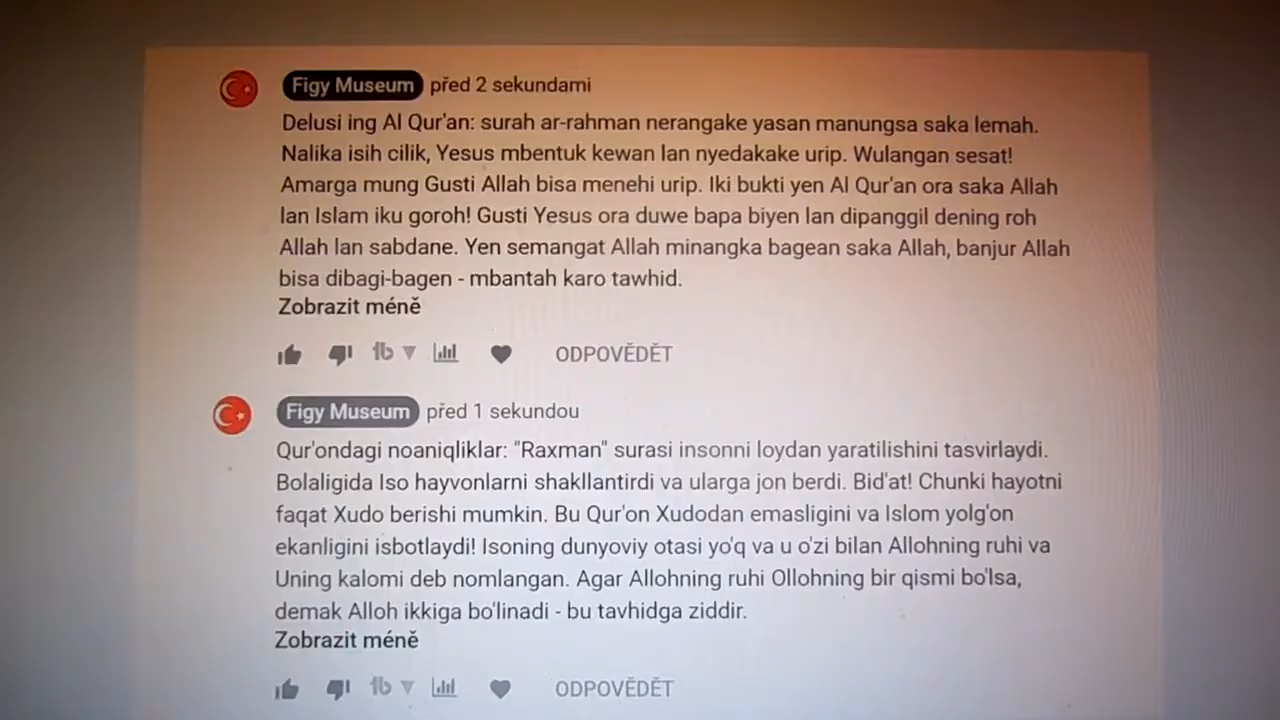 Figy Museum před 2 sekundami
Delusi ing Al Qur'an: surah ar-rahman nerangake yasan manungsa saka lemah.
Nalika isih cilik, Yesus mbentuk kewan lan nyedakake urip. Wulangan sesat!
Amarga mung Gusti Allah bisa menehi urip. Iki bukti yen Al Qur'an ora saka Allah
lan Islam iku goroh! Gusti Yesus ora duwe bapa biyen lan dipanggil dening roh
Allah lan sabdane. Yen semangat Allah minangka bagean saka Allah, banjur Allah
bisa dibagi-bagen - mbantah karo tawhid.
Zobrazit méně
ODPOVĚDĚT
Figy Museum před 1 sekundou
Qur'ondagi noaniqliklar: "Raxman" surasi insonni loydan yaratilishini tasvirlaydi.
Bolaligida Iso hayvonlarni shakllantirdi va ularga jon berdi. Bid'at! Chunki hayotni
faqat Xudo berishi mumkin. Bu Qur'on Xudodan emasligini va Islom yolg'on
ekanligini isbotlaydi! Isoning dunyoviy otasi yo'q va u o'zi bilan Allohning ruhi va
Uning kalomi deb nomlangan. Agar Allohning ruhi Ollohning bir qismi bo'lsa,
demak Alloh ikkiga bo'linadi - bu tavhidga ziddir.
Zobrazit méně
ODPOVĚDĚT